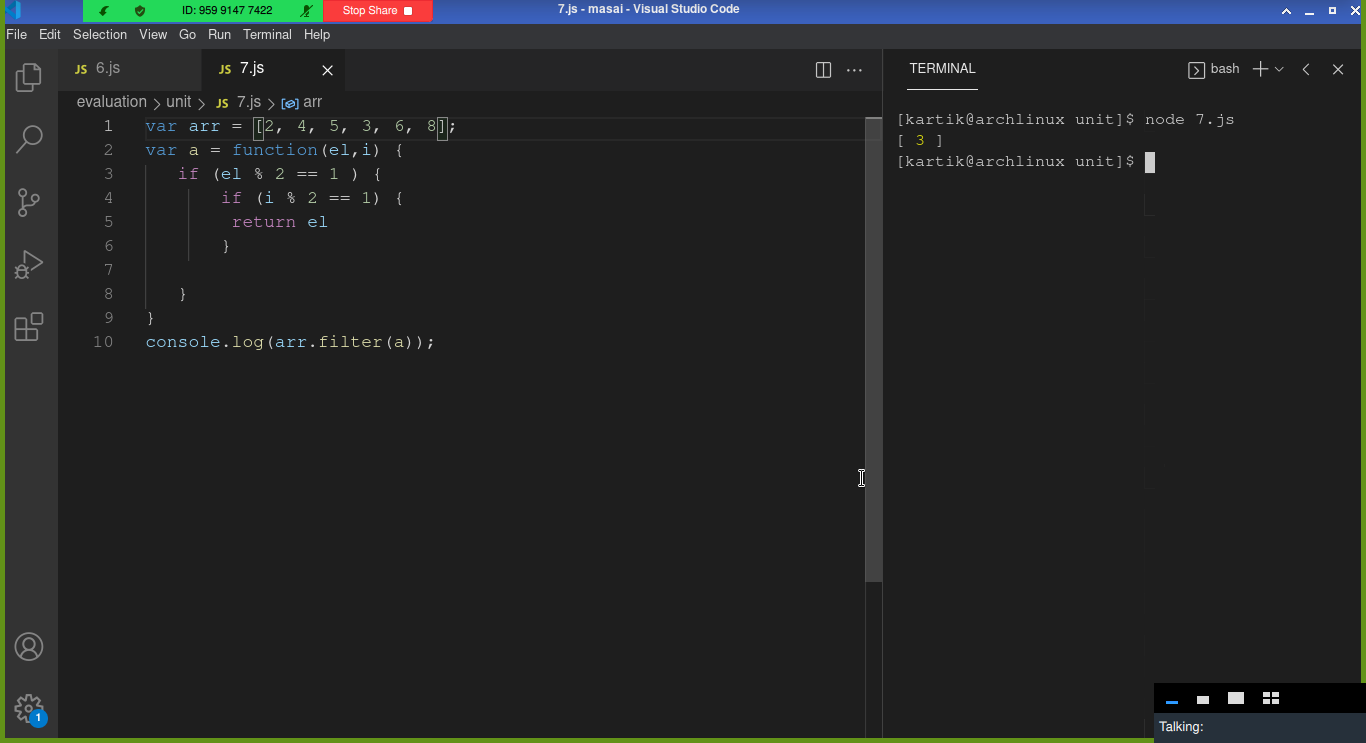 ID: 959 9147 7422 Stop Share 7.js - masai - Visual Studio Code
File Edit Selection View Go Run Terminal Help
JS 6.js JS 7.js
evaluation > unit > JS 7.js > arr
1 var arr = [2, 4, 5, 3, 6, 8];
2 var a = function(el,i) {
3 if (el % 2 == 1 ) {
4 if (i % 2 == 1) {
5 return el
6 }
7
8 }
9 }
10 console.log(arr.filter(a));
TERMINAL bash
[kartik@archlinux unit]$ node 7.js
[ 3 ]
[kartik@archlinux unit]$
1
Talking: